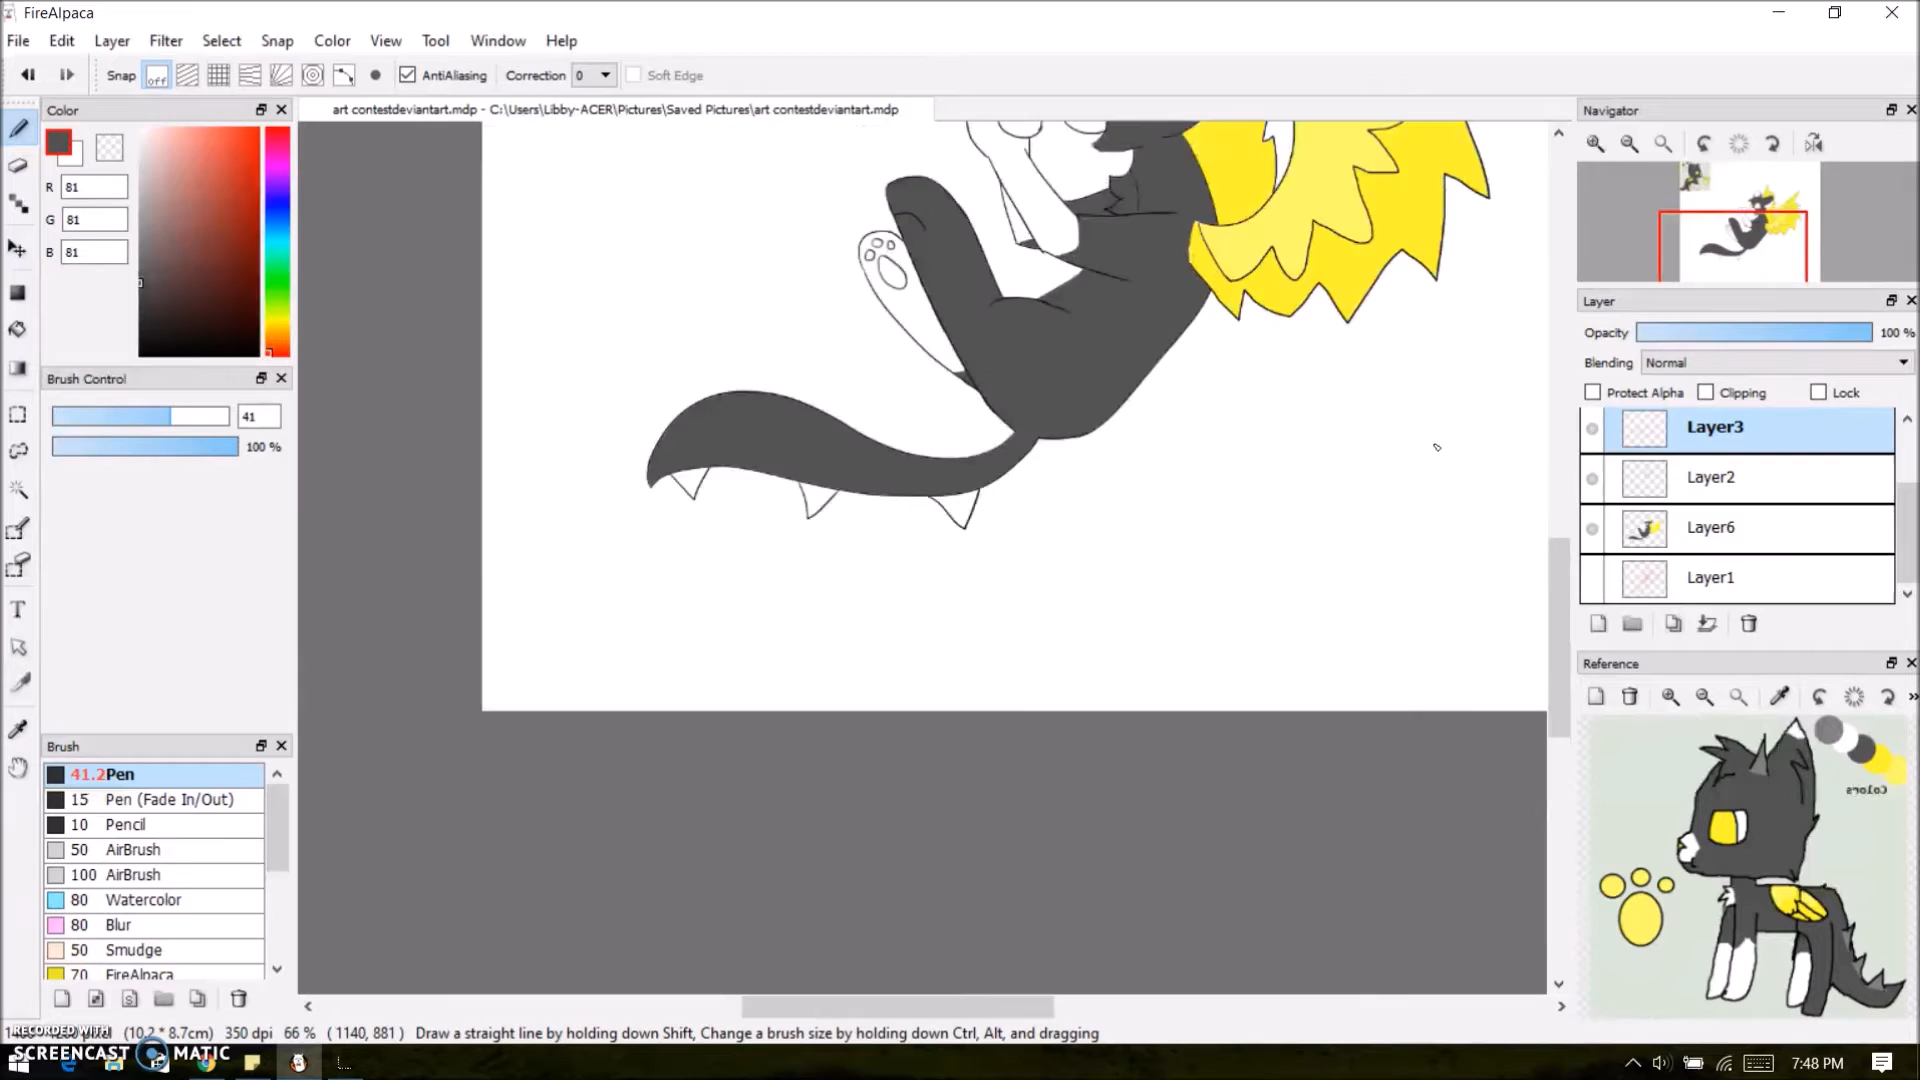 FireAlpaca
File Edit Layer Filter Select Snap Color View Tool Window Help
Snap off AntiAliasing Correction 0 Soft Edge
Color
art contestdeviantart.mdp - C:\Users\Libby-ACER\Pictures\Saved Pictures\art contestdeviantart.mdp
Navigator
R 81
G 81
B 81
Layer
Opacity 100 %
Blending Normal
Protect Alpha Clipping Lock
Brush Control
41
100 %
Layer3
Layer2
Layer6
Layer1
Reference
Colors
Brush
41.2 Pen
15 Pen (Fade In/Out)
10 Pencil
50 AirBrush
100 AirBrush
80 Watercolor
80 Blur
50 Smudge
70 FireAlpaca
(10.2 * 8.7cm) 350 dpi 66 % ( 1140, 881 ) Draw a straight line by holding down Shift, Change a brush size by holding down Ctrl, Alt, and dragging
RECORDED WITH
SCREENCAST MATIC
7:48 PM